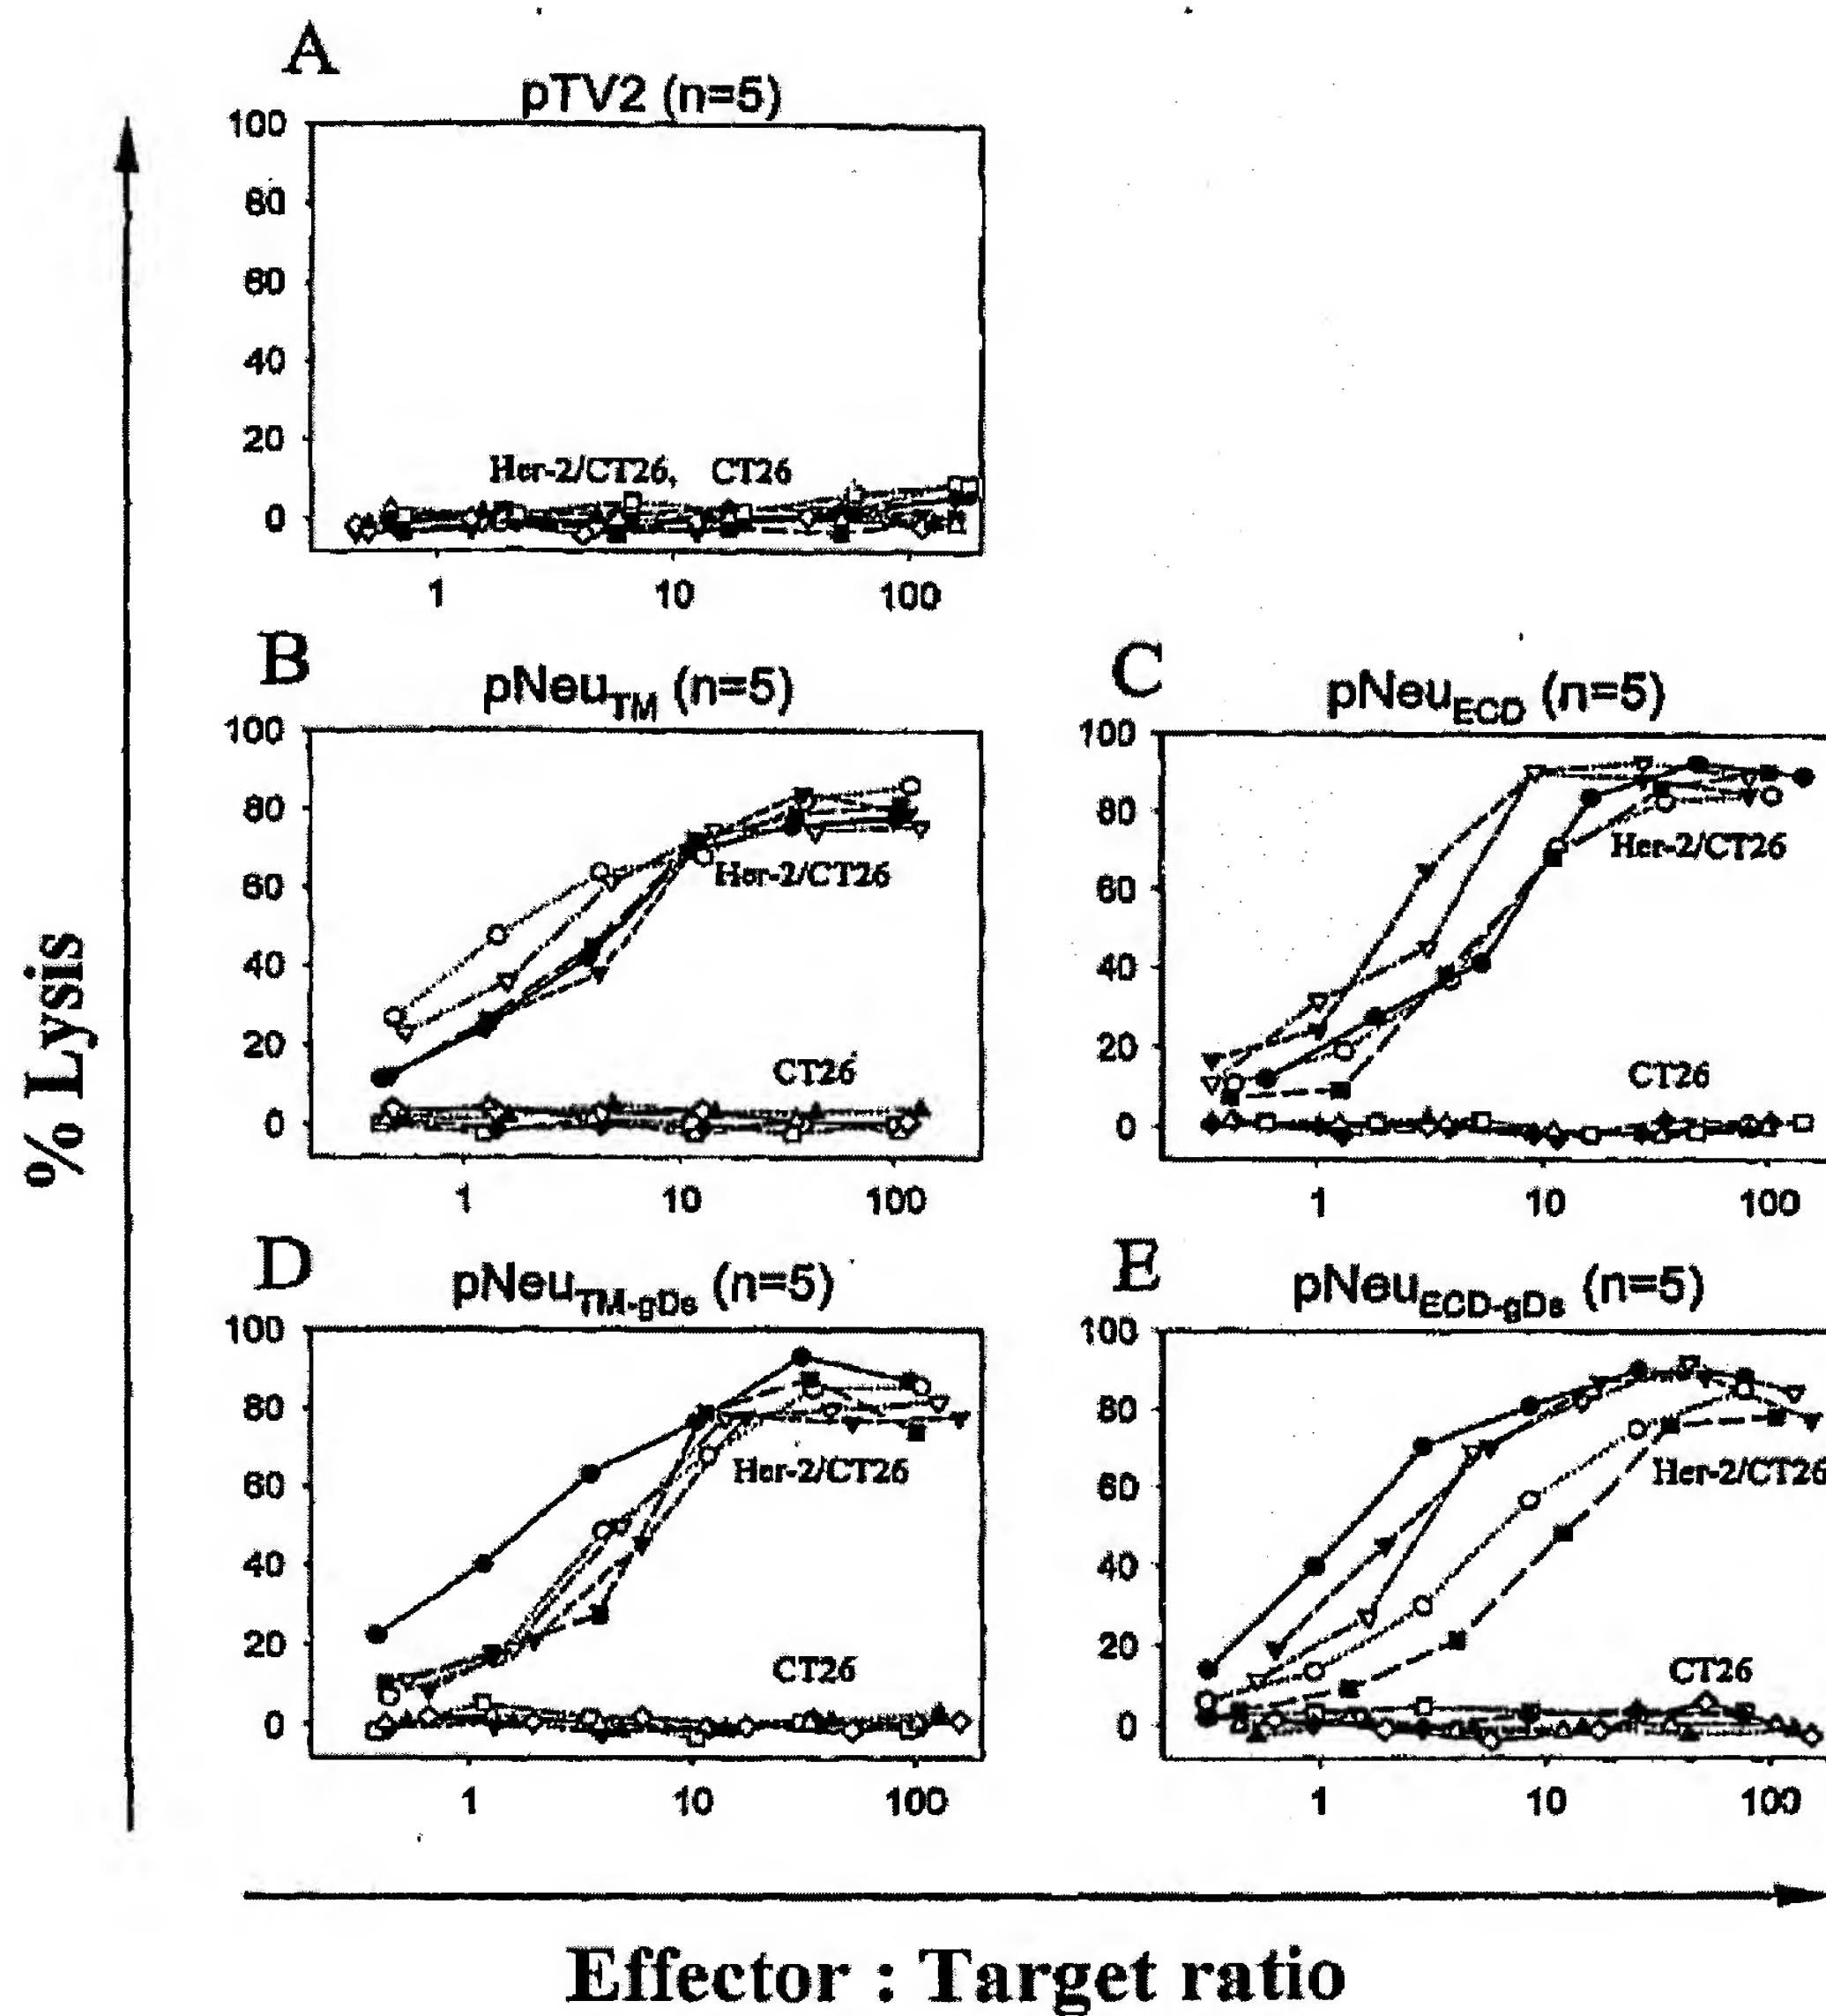 A
pTV2 (n=5)
100
80
60
40
20
0
Her-2/CT26, CT26
1 10 100
B
pNeuTM (n=5)
100
80
60
40
20
0
Her-2/CT26
CT26
1 10 100
C
pNeuECD (n=5)
100
80
60
40
20
0
Her-2/CT26
CT26
1 10 100
D
pNeuTM-gDs (n=5)
100
80
60
40
20
0
Her-2/CT26
CT26
1 10 100
E
pNeuECD-gDs (n=5)
100
80
60
40
20
0
Her-2/CT26
CT26
1 10 100
% Lysis
Effector : Target ratio